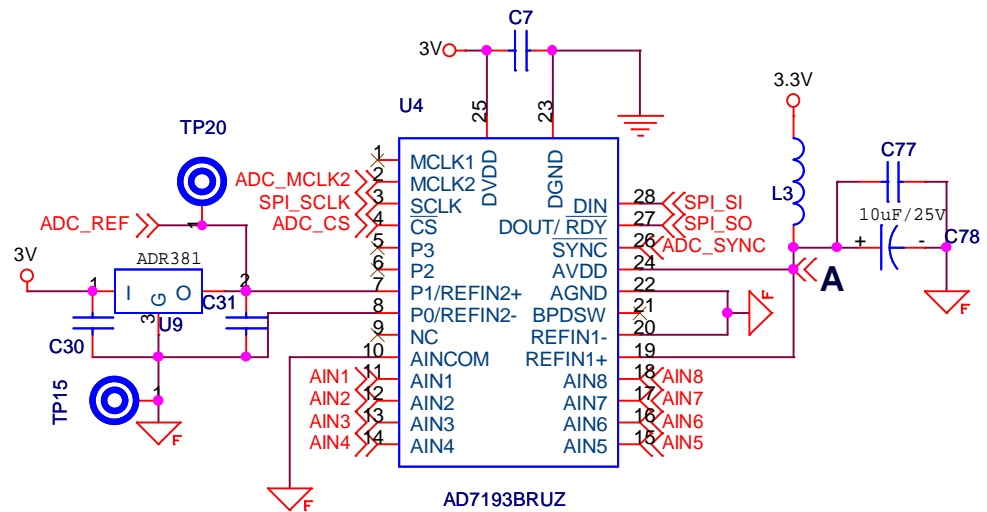 C7
3V
3.3V
U4
25
23
TP20
DVDD
DGND
C77
1 MCLK1
ADC_MCLK2 2 MCLK2
SPI_SCLK 3 SCLK
ADC_CS 4 CS
5 P3
6 P2
7 P1/REFIN2+
8 P0/REFIN2-
9 NC
10 AINCOM
AIN1 11 AIN1
AIN2 12 AIN2
AIN3 13 AIN3
AIN4 14 AIN4
DIN 28 SPI_SI
DOUT/ RDY 27 SPI_SO
SYNC 26 ADC_SYNC
AVDD 24
AGND 22
BPDSW 21
REFIN1- 20
REFIN1+ 19
AIN8 18 AIN8
AIN7 17 AIN7
AIN6 16 AIN6
AIN5 15 AIN5
L3
10uF/25V
+ - C78
A
F
F
ADC_REF
1
3V
ADR381
1 I G O 2
3
U9
C31
C30
TP15
1
F
F
AD7193BRUZ